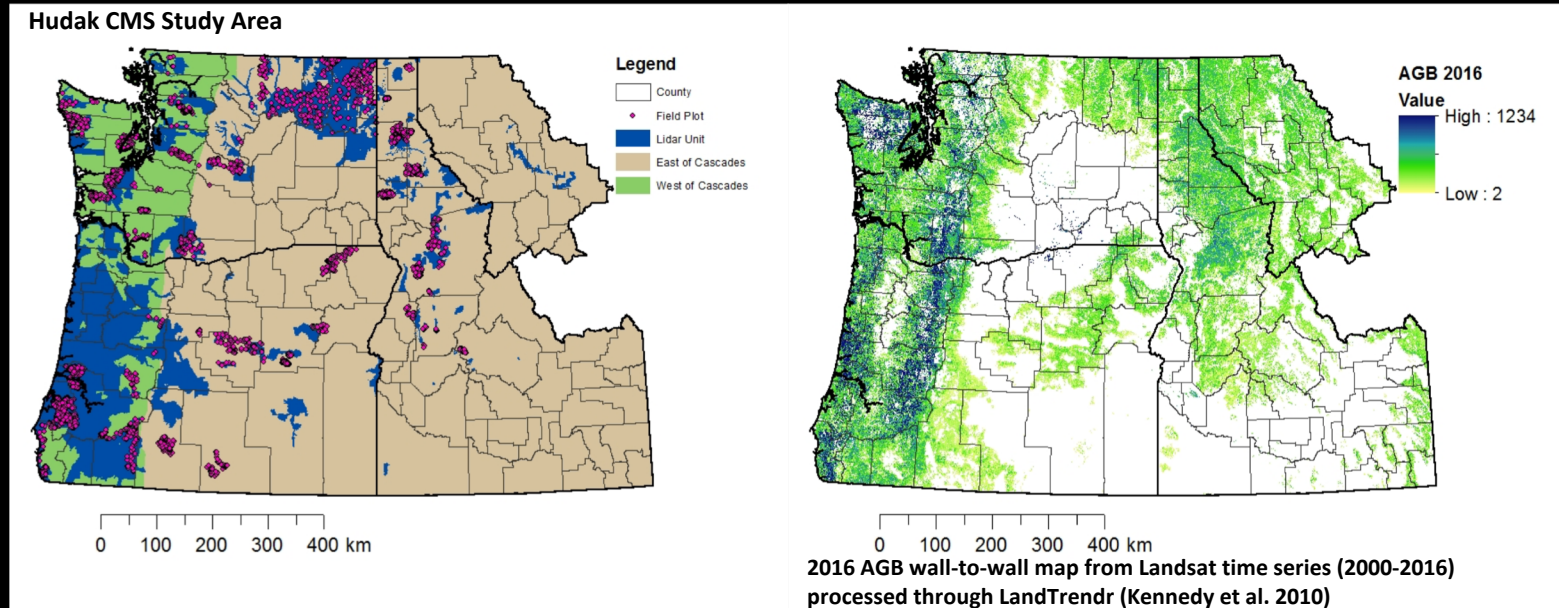 Hudak CMS Study Area
Legend
County
Field Plot
Lidar Unit
East of Cascades
West of Cascades
0 100 200 300 400 km
AGB 2016
Value
High : 1234
Low : 2
0 100 200 300 400 km
2016 AGB wall-to-wall map from Landsat time series (2000-2016)
processed through LandTrendr (Kennedy et al. 2010)